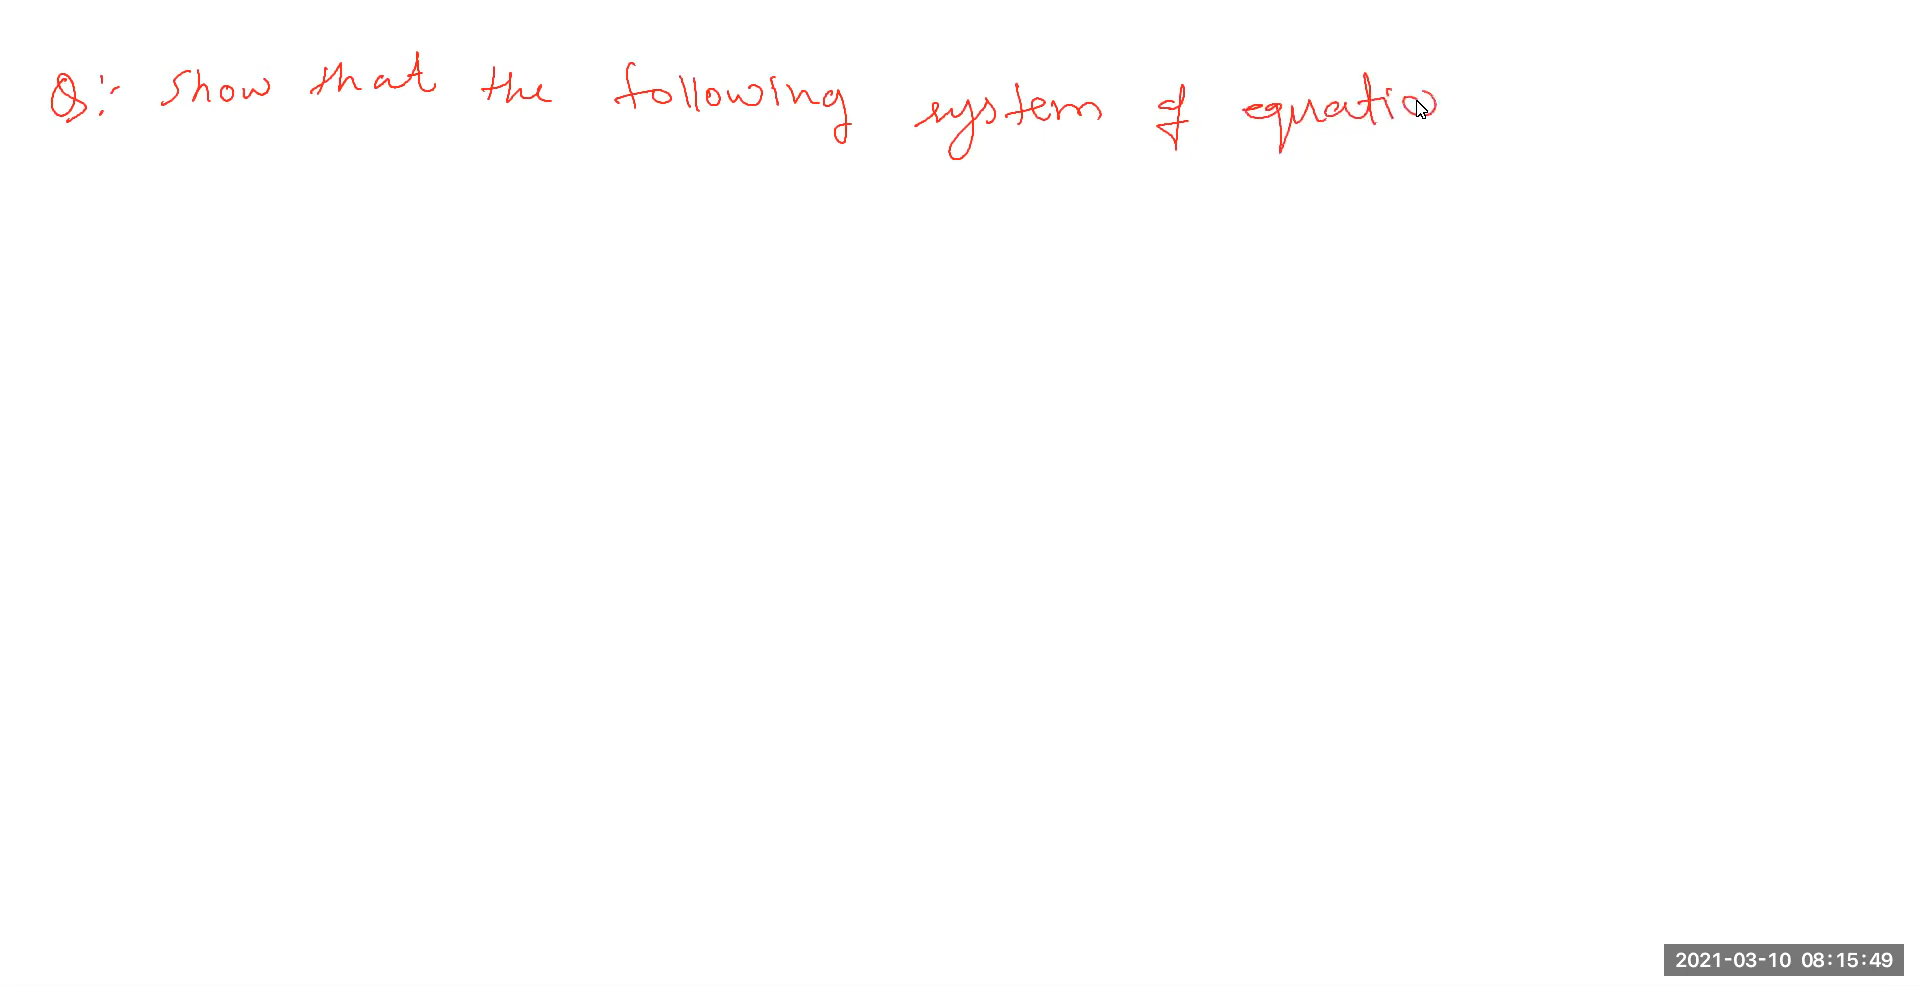 Q:- Show that the following system of equatio
2021-03-10 08:15:49